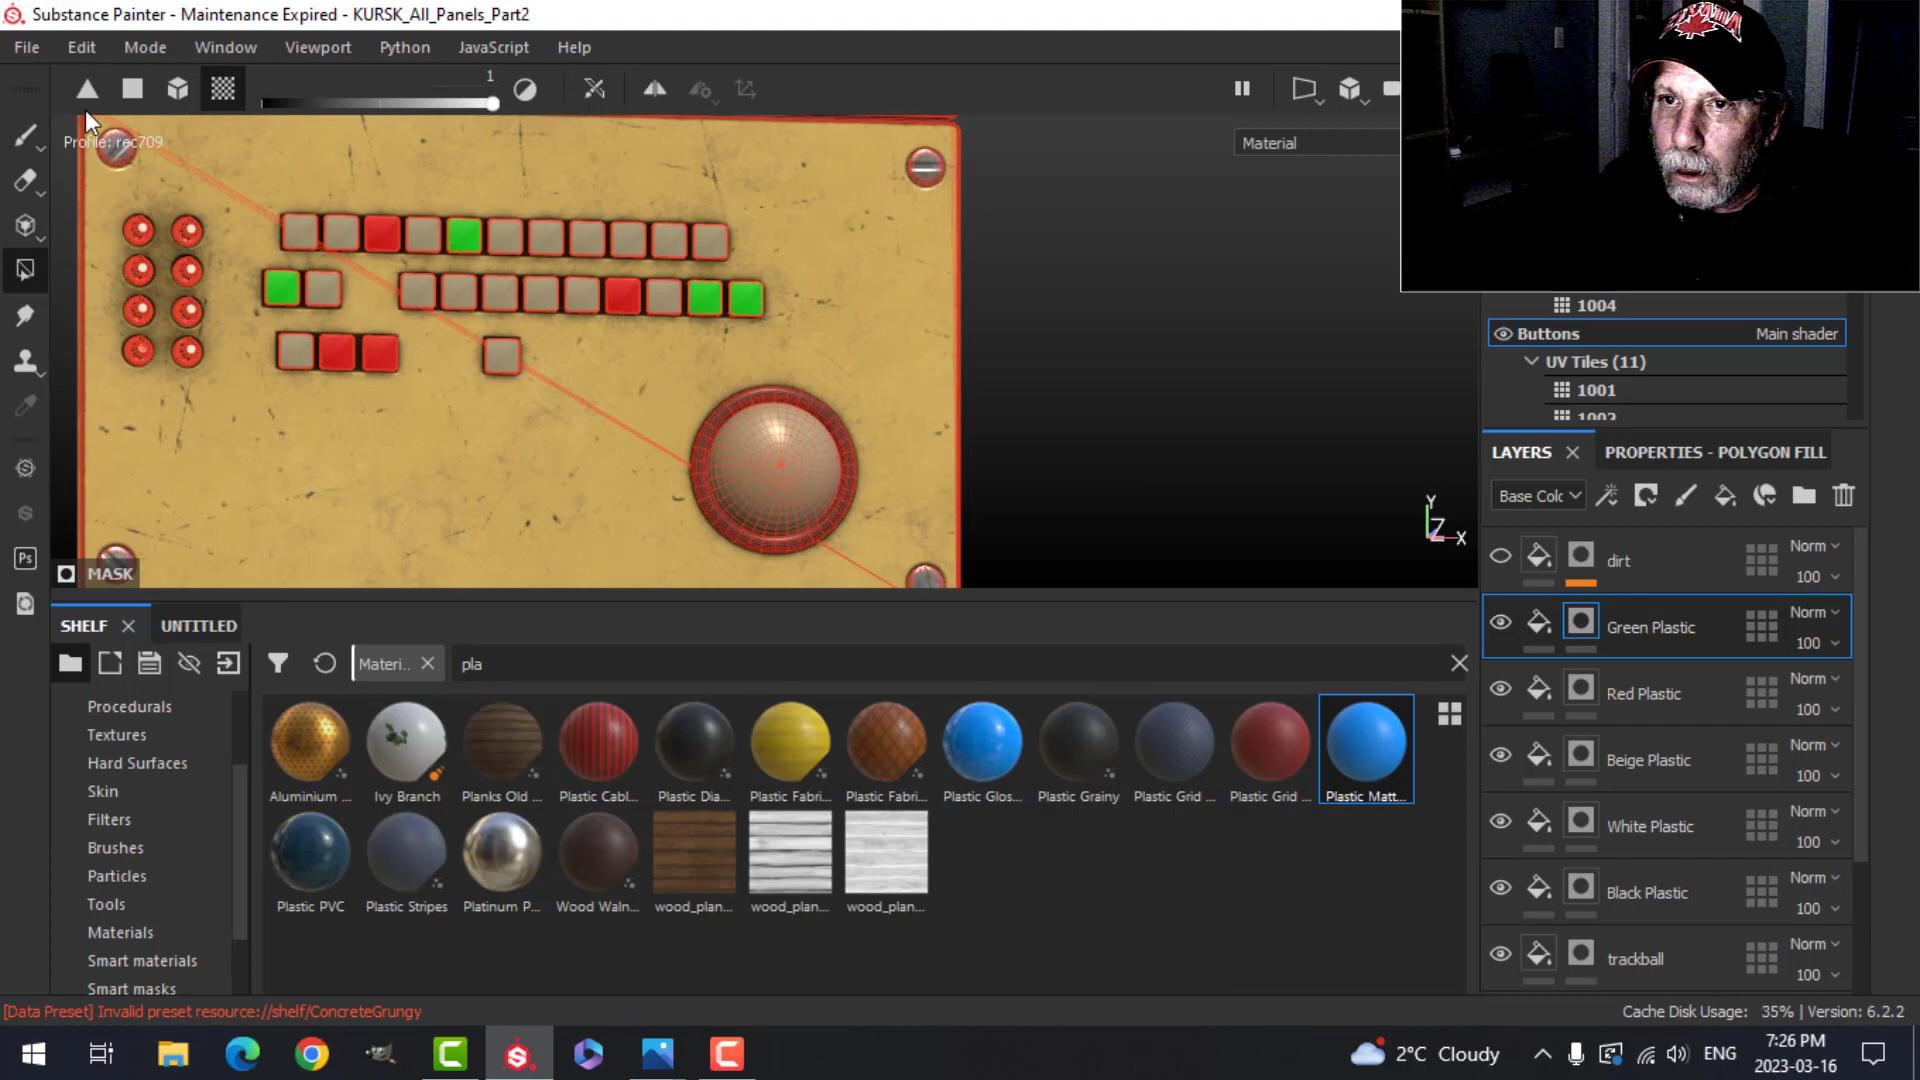 Substance Painter - Maintenance Expired - KURSK_All_Panels_Part2
File Edit Mode Window Viewport Python JavaScript Help
1
Profile: rec709
Material
1004
Buttons Main shader
UV Tiles (11)
1001
1002
Y
Z X
MASK
LAYERS PROPERTIES - POLYGON FILL
Base Colc
dirt Norm
100
Green Plastic Norm
100
Red Plastic Norm
100
Beige Plastic Norm
100
White Plastic Norm
100
Black Plastic Norm
100
trackball Norm
100
SHELF UNTITLED
Materi.. pla
Procedurals
Textures
Hard Surfaces
Skin
Filters
Brushes
Particles
Tools
Materials
Smart materials
Smart masks
Aluminium ... Ivy Branch Planks Old ... Plastic Cabl... Plastic Dia... Plastic Fabri... Plastic Fabri... Plastic Glos... Plastic Grainy Plastic Grid ... Plastic Grid ... Plastic Matt...
Plastic PVC Plastic Stripes Platinum P... Wood Waln... wood_plan... wood_plan... wood_plan...
[Data Preset] Invalid preset resource://shelf/ConcreteGrungy
Cache Disk Usage: 35% | Version: 6.2.2
Ps
2°C Cloudy ENG
7:26 PM
2023-03-16